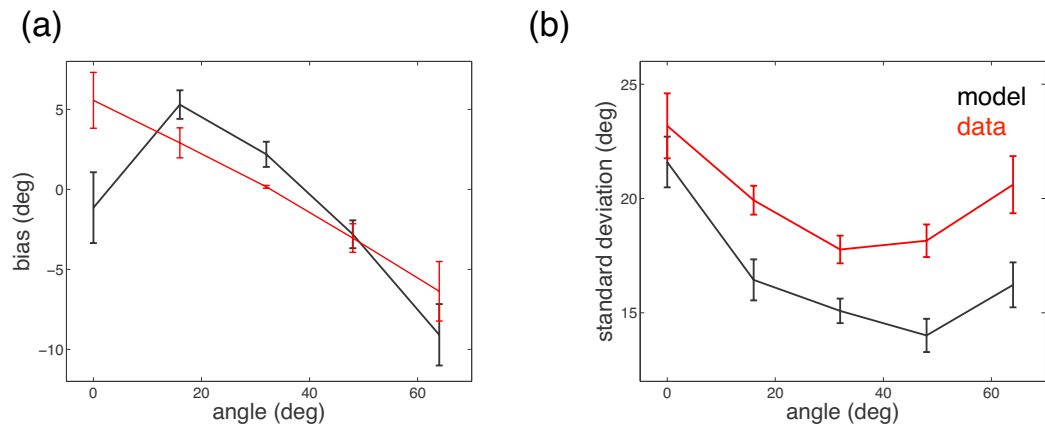 (a)
5
0
−5
−10
bias (deg)
0
20
40
60
angle (deg)
(b)
25
20
15
standard deviation (deg)
model
data
0
20
40
60
angle (deg)